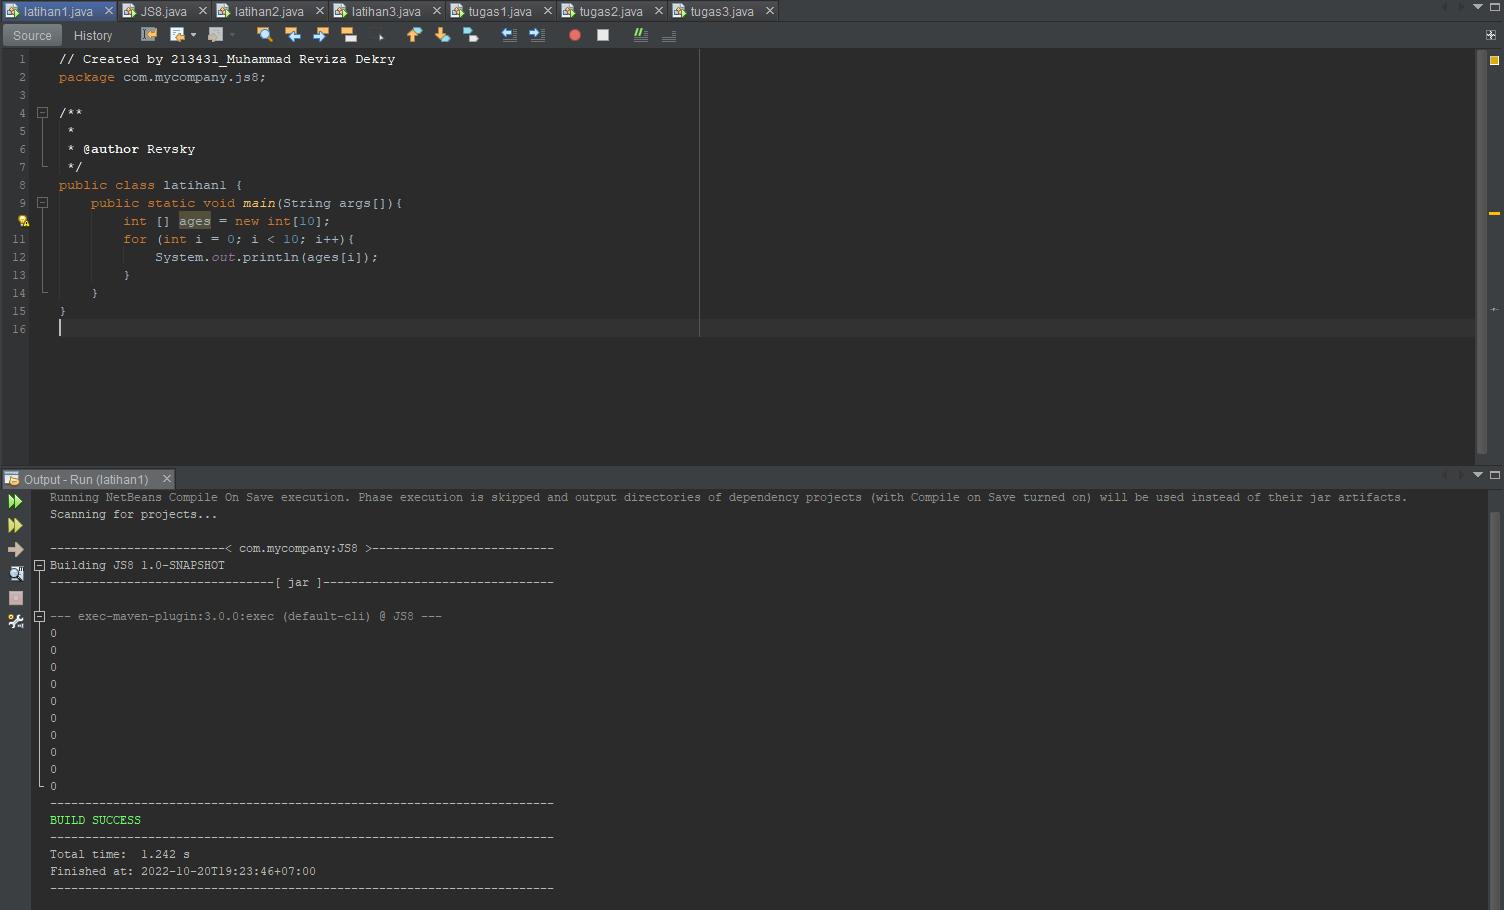 latihan1.java JS8.java latihan2.java latihan3.java tugas1.java tugas2.java tugas3.java
Source History
1 // Created by 213431_Muhammad Reviza Dekry
2 package com.mycompany.js8;
3
4 /**
5 *
6 * @author Revsky
7 */
8 public class latihan1 {
9 public static void main(String args[]){
int [] ages = new int[10];
11 for (int i = 0; i < 10; i++){
12 System.out.println(ages[i]);
13 }
14 }
15 }
16
Output - Run (latihan1)
Running NetBeans Compile On Save execution. Phase execution is skipped and output directories of dependency projects (with Compile on Save turned on) will be used instead of their jar artifacts.
Scanning for projects...
-------------------------< com.mycompany:JS8 >--------------------------
Building JS8 1.0-SNAPSHOT
--------------------------------[ jar ]---------------------------------
--- exec-maven-plugin:3.0.0:exec (default-cli) @ JS8 ---
0
0
0
0
0
0
0
0
0
0
------------------------------------------------------------------------
BUILD SUCCESS
------------------------------------------------------------------------
Total time:  1.242 s
Finished at: 2022-10-20T19:23:46+07:00
------------------------------------------------------------------------